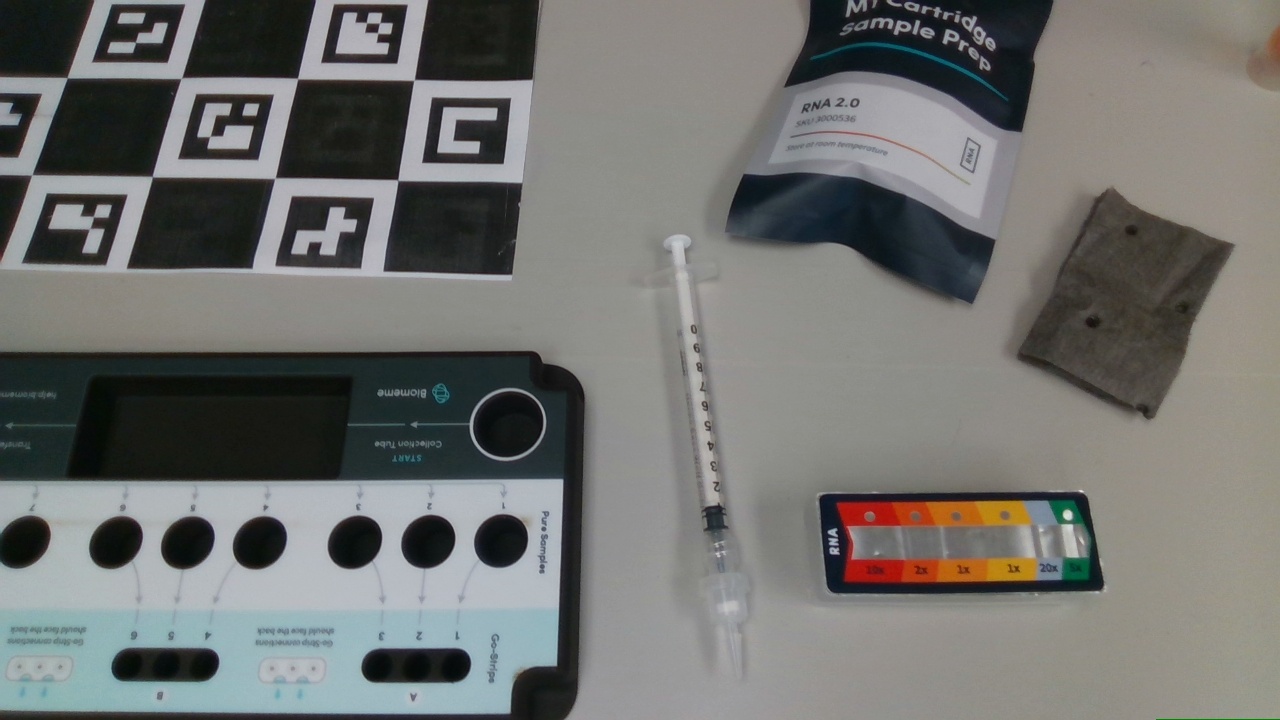 M1 Cartridge
Sample Prep
RNA 2.0
SKU 3000536
Store at room temperature
RNA
Biomeme
START
Collection Tube
Pure Samples
1
2
3
4
5
6
7
Go-Strips
1
2
3
4
5
6
A
B
Go-Strip connections
should face the back
Go-Strip connections
should face the back
0
9
8
7
6
5
4
3
2
RNA
10x
2x
1x
1x
20x
5x